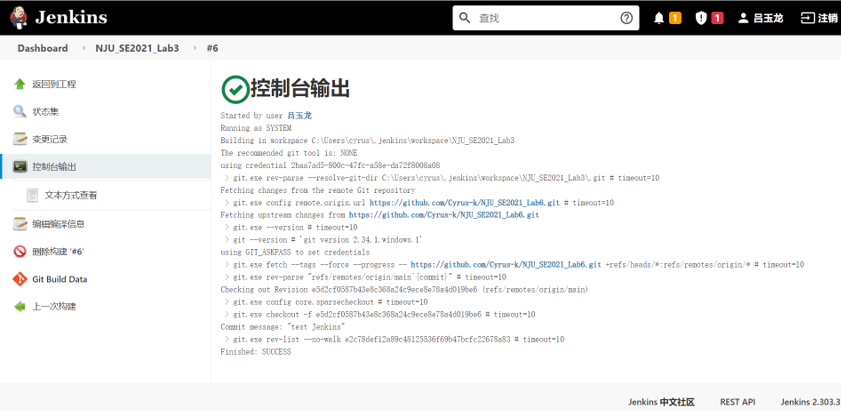 Jenkins
查找
1
1
吕玉龙
注销
Dashboard
NJU_SE2021_Lab3
#6
返回到工程
状态集
变更记录
控制台输出
文本方式查看
编辑编译信息
删除构建 '#6'
Git Build Data
上一次构建
控制台输出
Started by user 吕玉龙
Running as SYSTEM
Building in workspace C:\Users\cyrus\.jenkins\workspace\NJU_SE2021_Lab3
The recommended git tool is: NONE
using credential 2baa7ad5-800c-47fc-a58e-da72f8008a08
> git.exe rev-parse --resolve-git-dir C:\Users\cyrus\.jenkins\workspace\NJU_SE2021_Lab3\.git # timeout=10
Fetching changes from the remote Git repository
> git.exe config remote.origin.url https://github.com/Cyrus-k/NJU_SE2021_Lab6.git # timeout=10
Fetching upstream changes from https://github.com/Cyrus-k/NJU_SE2021_Lab6.git
> git.exe --version # timeout=10
> git --version # 'git version 2.34.1.windows.1'
using GIT_ASKPASS to set credentials
> git.exe fetch --tags --force --progress -- https://github.com/Cyrus-k/NJU_SE2021_Lab6.git +refs/heads/*:refs/remotes/origin/* # timeout=10
> git.exe rev-parse "refs/remotes/origin/main^{commit}" # timeout=10
Checking out Revision e5d2cf0587b43e8c368a24c9ece8e78a4d019be6 (refs/remotes/origin/main)
> git.exe config core.sparsecheckout # timeout=10
> git.exe checkout -f e5d2cf0587b43e8c368a24c9ece8e78a4d019be6 # timeout=10
Commit message: "test Jenkins"
> git.exe rev-list --no-walk e2c78def12a89c48125536f69b47bcfc22678a83 # timeout=10
Finished: SUCCESS
Jenkins 中文社区
REST API
Jenkins 2.303.3